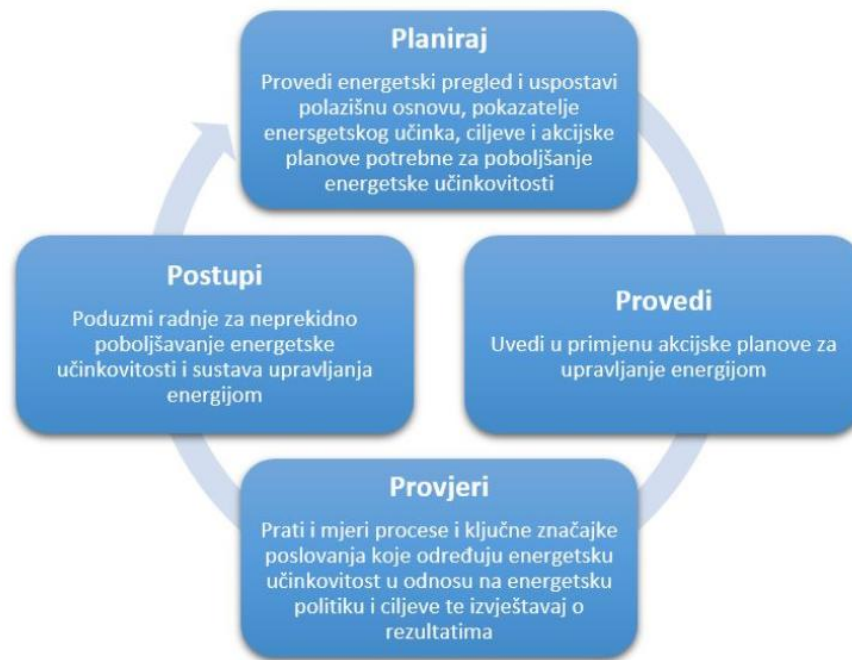 Planiraj
Provedi energetski pregled i uspostavi
polazišnu osnovu, pokazatelje
enersgetskog učinka, ciljeve i akcijske
planove potrebne za poboljšanje
energetske učinkovitosti
Provedi
Uvedi u primjenu akcijske planove za
upravljanje energijom
Provjeri
Prati i mjeri procese i ključne značajke
poslovanja koje određuju energetsku
učinkovitost u odnosu na energetsku
politiku i ciljeve te izvještavaj o
rezultatima
Postupi
Poduzmi radnje za neprekidno
poboljšavanje energetske
učinkovitosti i sustava upravljanja
energijom